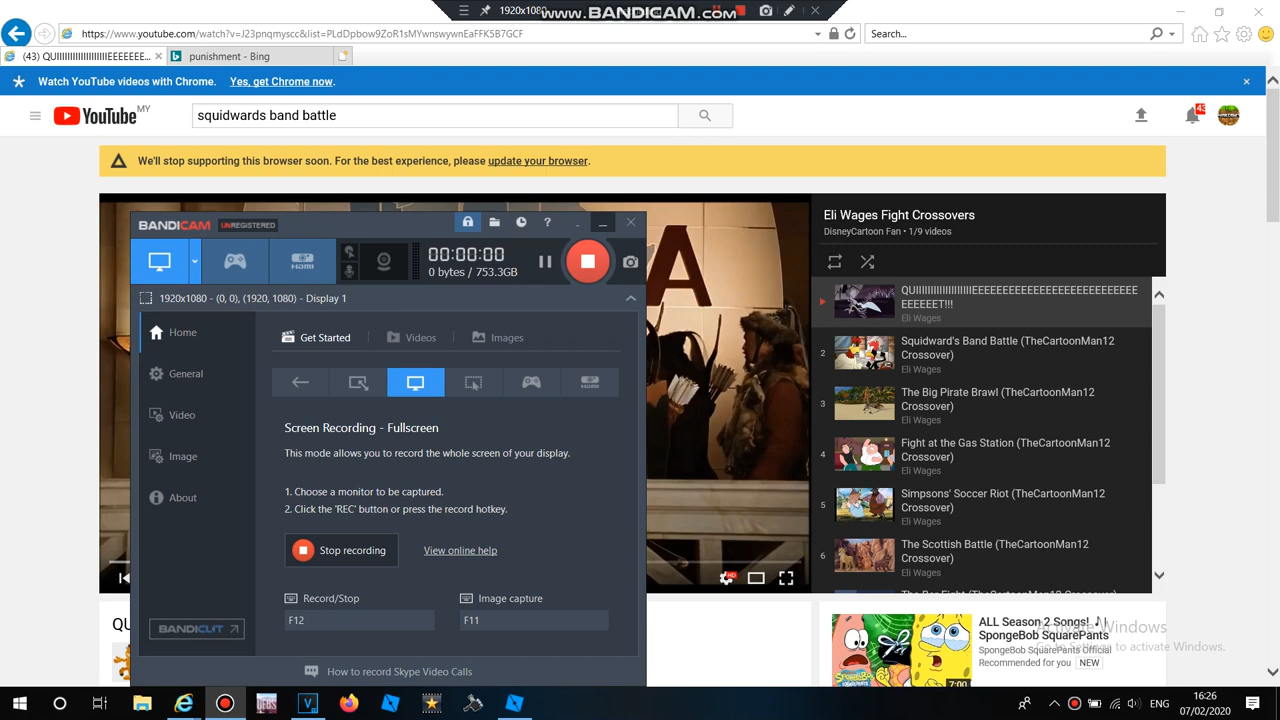 1920x1080
www.BANDICAM.com
https://www.youtube.com/watch?v=J23pnqmyscc&list=PLdDpbow9ZoR1sMYwnswywnEaFFK5B7GCF
Search...
(43) QUIIIIIIIIIIIIIIIIIIEEEEEEE...
punishment - Bing
Watch YouTube videos with Chrome. Yes, get Chrome now.
YouTube MY
squidwards band battle
43
We'll stop supporting this browser soon. For the best experience, please update your browser.
BANDICAM UNREGISTERED
?
HDMI
00:00:00
0 bytes / 753.3GB
1920x1080 - (0, 0), (1920, 1080) - Display 1
Home
General
Video
Image
About
Get Started
Videos
Images
HDMI
Screen Recording - Fullscreen
This mode allows you to record the whole screen of your display.
1. Choose a monitor to be captured.
2. Click the 'REC' button or press the record hotkey.
Stop recording
View online help
Record/Stop
Image capture
F12
F11
BANDICUT
How to record Skype Video Calls
A
HD
Eli Wages Fight Crossovers
DisneyCartoon Fan • 1/9 videos
QUIIIIIIIIIIIIIIIIIIEEEEEEEEEEEEEEEEEEEEEEEEEEE
EEEEEEET!!!
Eli Wages
2
Squidward's Band Battle (TheCartoonMan12
Crossover)
Eli Wages
3
The Big Pirate Brawl (TheCartoonMan12
Crossover)
Eli Wages
4
Fight at the Gas Station (TheCartoonMan12
Crossover)
Eli Wages
5
Simpsons' Soccer Riot (TheCartoonMan12
Crossover)
Eli Wages
6
The Scottish Battle (TheCartoonMan12
Crossover)
Eli Wages
QU
ALL Season 2 Songs! ♪ |
SpongeBob SquarePants
SpongeBob SquarePants Official
Recommended for you NEW
7:00
Activate Windows
Go to Settings to activate Windows.
ENG
16:26
07/02/2020